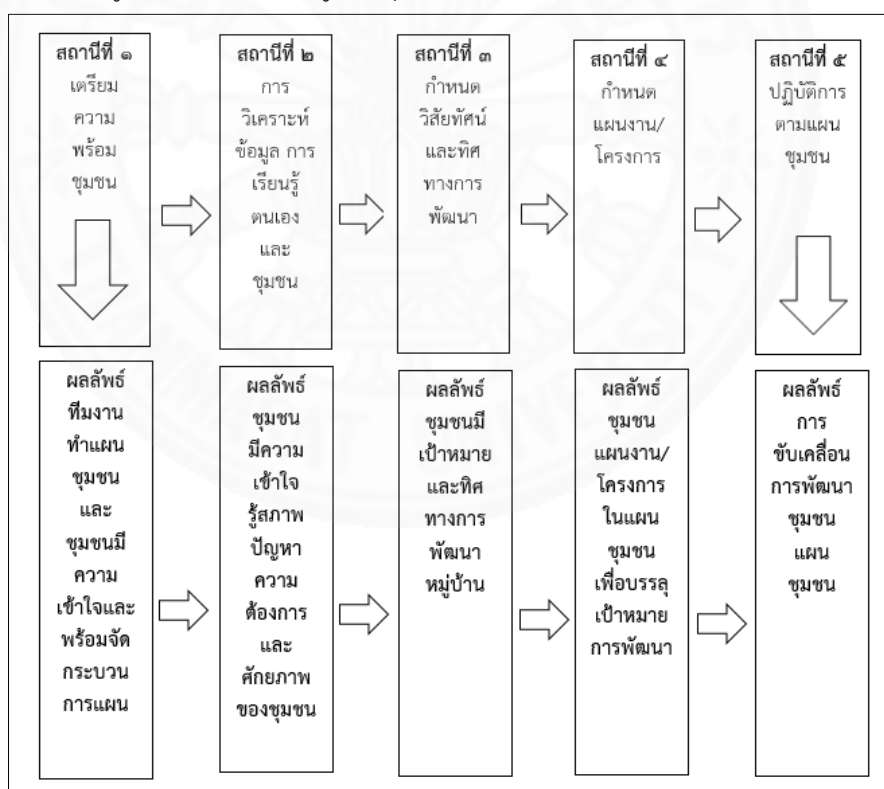 สถานีที่ ๑
เตรียม
ความ
พร้อม
ชุมชน
สถานีที่ ๒
การ
วิเคราะห์
ข้อมูล การ
เรียนรู้
ตนเอง
และ
ชุมชน
สถานีที่ ๓
กำหนด
วิสัยทัศน์
และทิศ
ทางการ
พัฒนา
สถานีที่ ๔
กำหนด
แผนงาน/
โครงการ
สถานีที่ ๕
ปฏิบัติการ
ตามแผน
ชุมชน
ผลลัพธ์
ทีมงาน
ทำแผน
ชุมชน
และ
ชุมชนมี
ความ
เข้าใจและ
พร้อมจัด
กระบวน
การแผน
ผลลัพธ์
ชุมชน
มีความ
เข้าใจ
รู้สภาพ
ปัญหา
ความ
ต้องการ
และ
ศักยภาพ
ของชุมชน
ผลลัพธ์
ชุมชนมี
เป้าหมาย
และทิศ
ทางการ
พัฒนา
หมู่บ้าน
ผลลัพธ์
ชุมชน
แผนงาน/
โครงการ
ในแผน
ชุมชน
เพื่อบรรลุ
เป้าหมาย
การพัฒนา
ผลลัพธ์
การ
ขับเคลื่อน
การพัฒนา
ชุมชน
แผน
ชุมชน